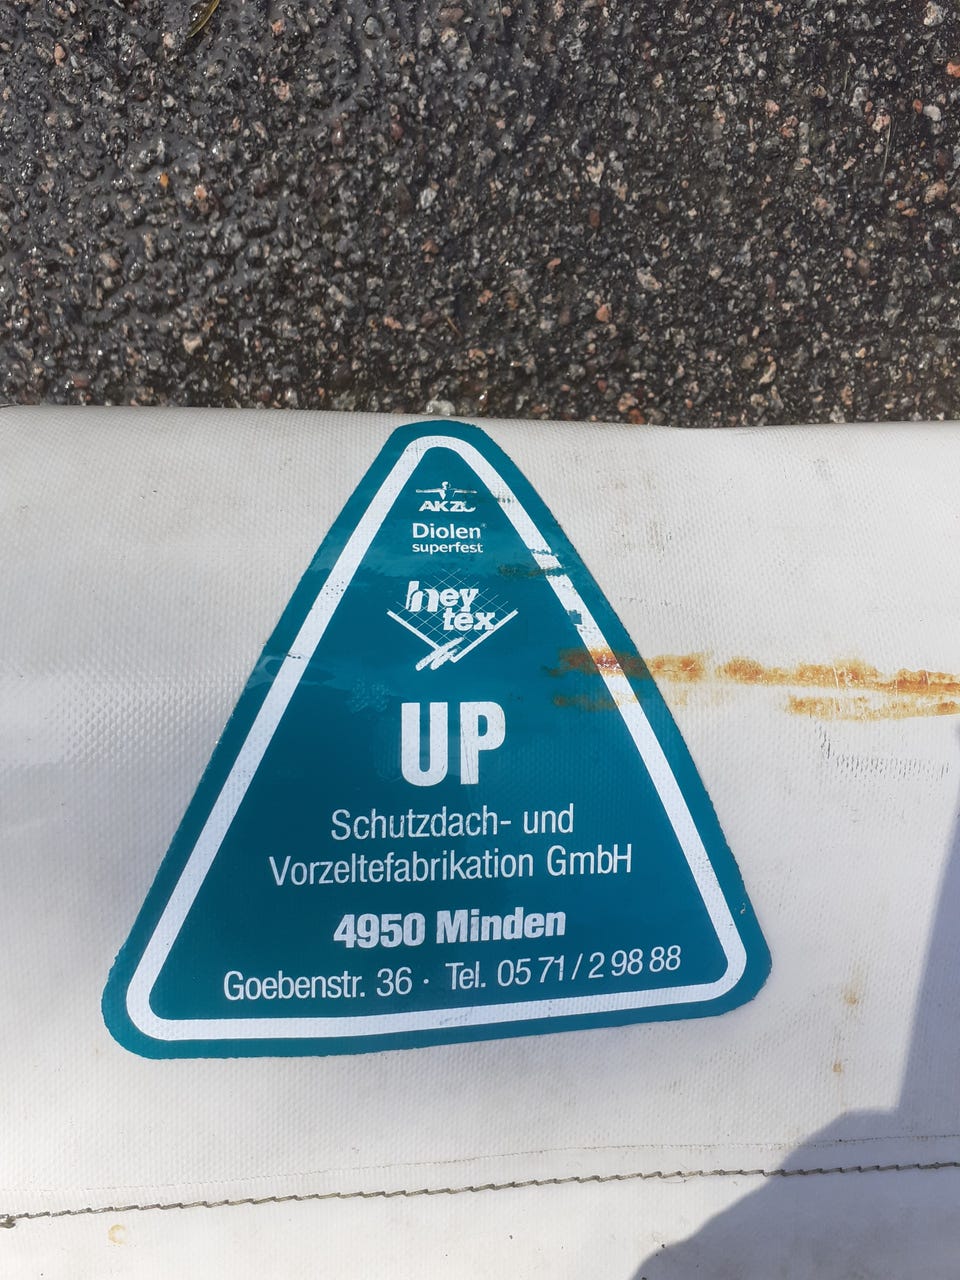 AKZO
Diolen®
superfest
hey
tex
UP
Schutzdach- und
Vorzeltefabrikation GmbH
4950 Minden
Goebenstr. 36 · Tel. 05 71 / 2 98 88